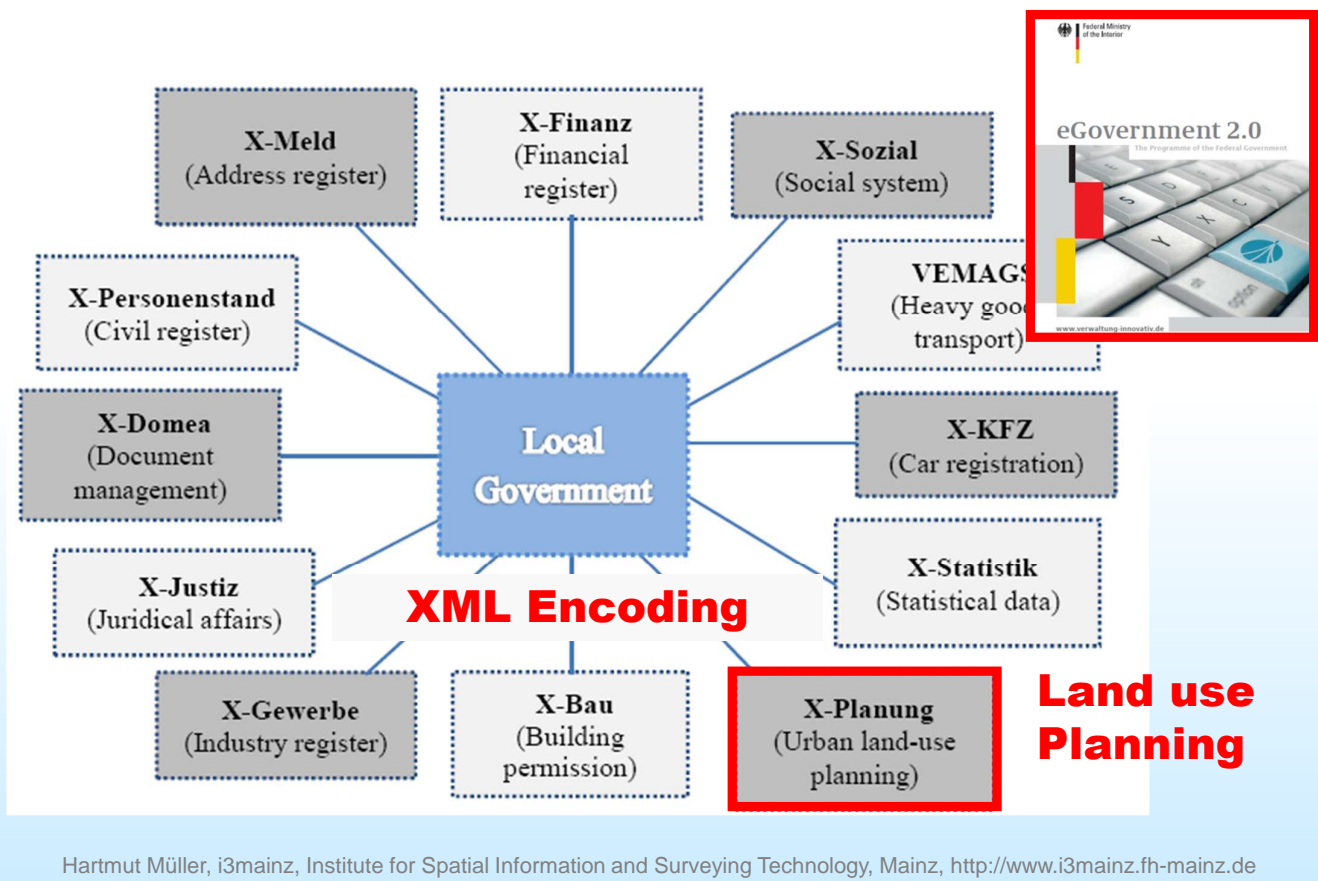 Federal Ministry
of the Interior
eGovernment 2.0
The Programme of the Federal Government
S
D
Y
X
C
alt
option
www.verwaltung-innovativ.de
X-Meld
(Address register)
X-Finanz
(Financial
register)
X-Sozial
(Social system)
X-Personenstand
(Civil register)
VEMAGS
(Heavy goo
transport)
X-Domea
(Document
management)
Local
Government
X-KFZ
(Car registration)
X-Justiz
(Juridical affairs)
XML Encoding
X-Statistik
(Statistical data)
X-Gewerbe
(Industry register)
X-Bau
(Building
permission)
X-Planung
(Urban land-use
planning)
Land use
Planning
Hartmut Müller, i3mainz, Institute for Spatial Information and Surveying Technology, Mainz, http://www.i3mainz.fh-mainz.de